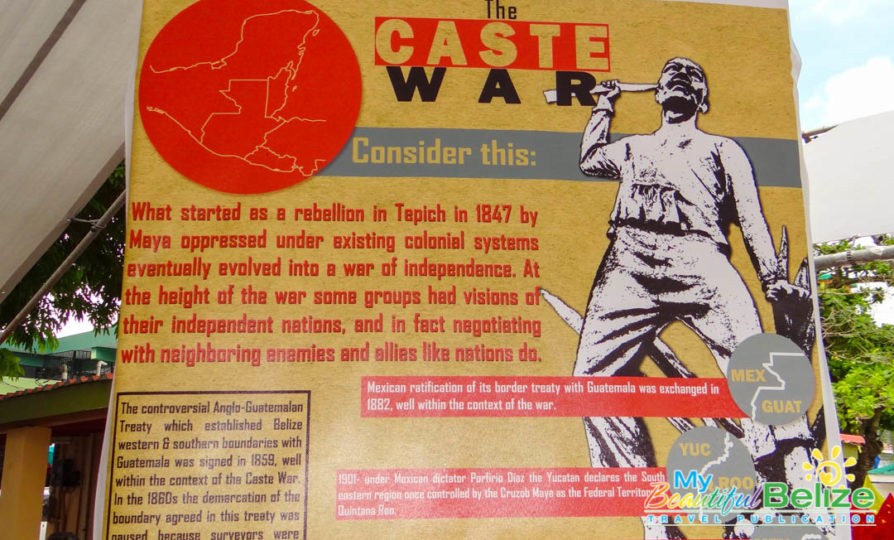 The
CASTE
WAR
Consider this:
What started as a rebellion in Tepich in 1847 by
Maya oppressed under existing colonial systems
eventually evolved into a war of independence. At
the height of the war some groups had visions of
their independent nations, and in fact negotiating
with neighboring enemies and allies like nations do.
Mexican ratification of its border treaty with Guatemala was exchanged in
1882, well within the context of the war.
MEX
GUAT
The controversial Anglo-Guatemalan
Treaty which established Belize
western & southern boundaries with
Guatemala was signed in 1859, well
within the context of the Caste War.
In the 1860s the demarcation of the
boundary agreed in this treaty was
paused because surveyors were
1901- under Mexican dictator Porfirio Diaz the Yucatan declares the South
eastern region once controlled by the Cruzob Maya as the Federal Territory
Quintana Roo.
YUC
ROO
My
Beautiful Belize
TRAVEL PUBLICATION